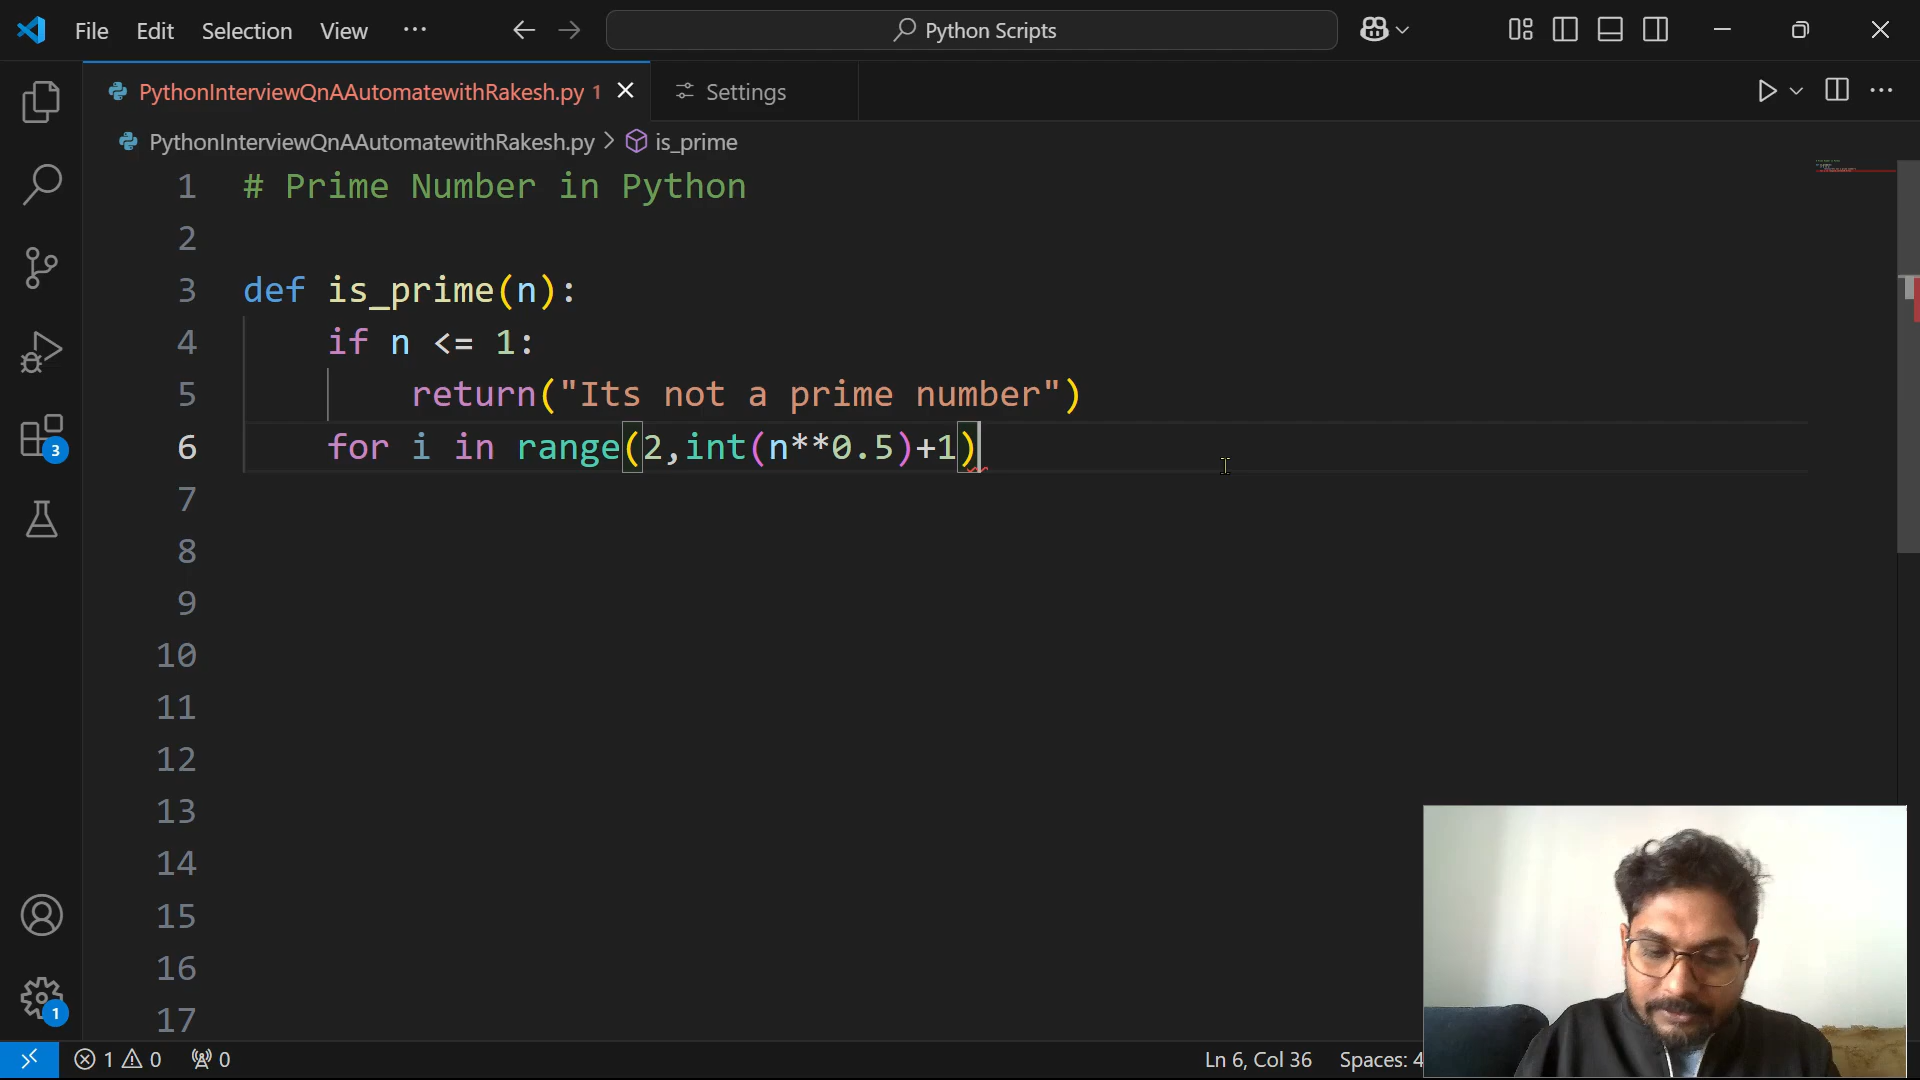 File Edit Selection View ··· Python Scripts
PythonInterviewQnAAutomatewithRakesh.py 1 Settings
PythonInterviewQnAAutomatewithRakesh.py > is_prime
1 # Prime Number in Python
2
3 def is_prime(n):
4 if n <= 1:
5 return("Its not a prime number")
6 for i in range(2,int(n**0.5)+1)
7
8
9
10
11
12
13
14
15
16
17
3
1
1 0 0 Ln 6, Col 36 Spaces: 4